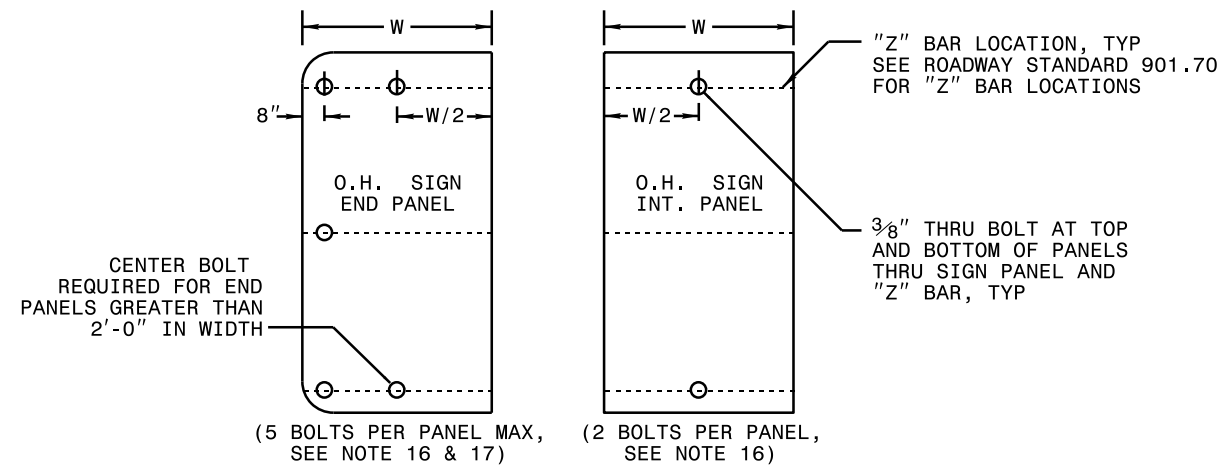 W
W
"Z" BAR LOCATION, TYP
SEE ROADWAY STANDARD 901.70
FOR "Z" BAR LOCATIONS
8"
W/2
W/2
O.H. SIGN
END PANEL
O.H. SIGN
INT. PANEL
3/8" THRU BOLT AT TOP
AND BOTTOM OF PANELS
THRU SIGN PANEL AND
"Z" BAR, TYP
CENTER BOLT
REQUIRED FOR END
PANELS GREATER THAN
2'-0" IN WIDTH
(5 BOLTS PER PANEL MAX,
SEE NOTE 16 & 17)
(2 BOLTS PER PANEL,
SEE NOTE 16)